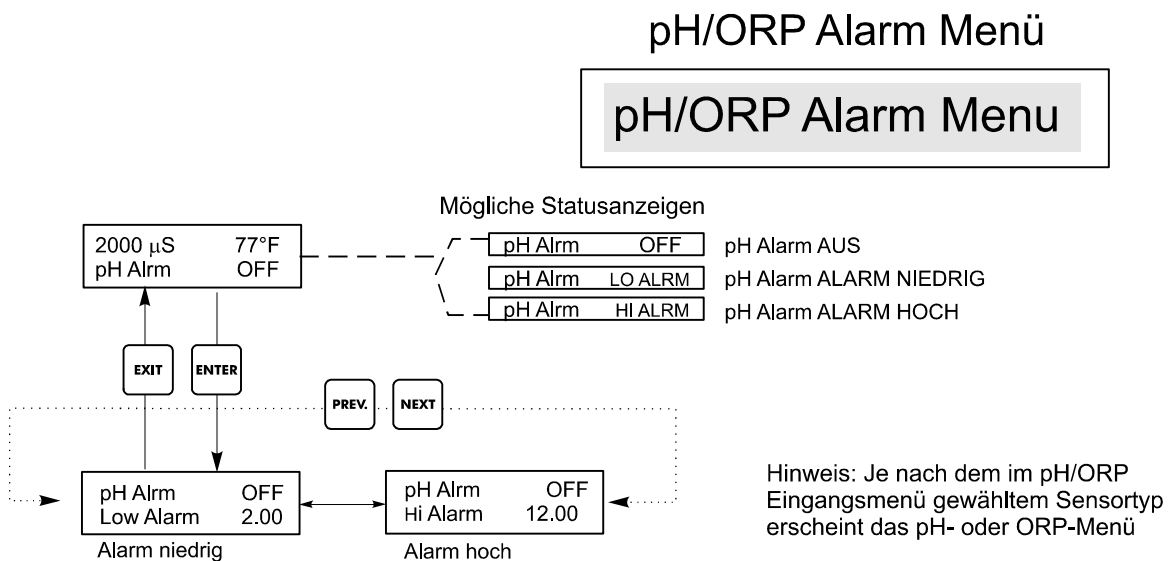 pH/ORP Alarm Menü
pH/ORP Alarm Menu
Mögliche Statusanzeigen
2000 µS 77°F
pH Alrm OFF
pH Alrm OFF pH Alarm AUS
pH Alrm LO ALRM pH Alarm ALARM NIEDRIG
pH Alrm HI ALRM pH Alarm ALARM HOCH
EXIT ENTER
PREV. NEXT
pH Alrm OFF
Low Alarm 2.00
Alarm niedrig
pH Alrm OFF
Hi Alarm 12.00
Alarm hoch
Hinweis: Je nach dem im pH/ORP
Eingangsmenü gewähltem Sensortyp
erscheint das pH- oder ORP-Menü